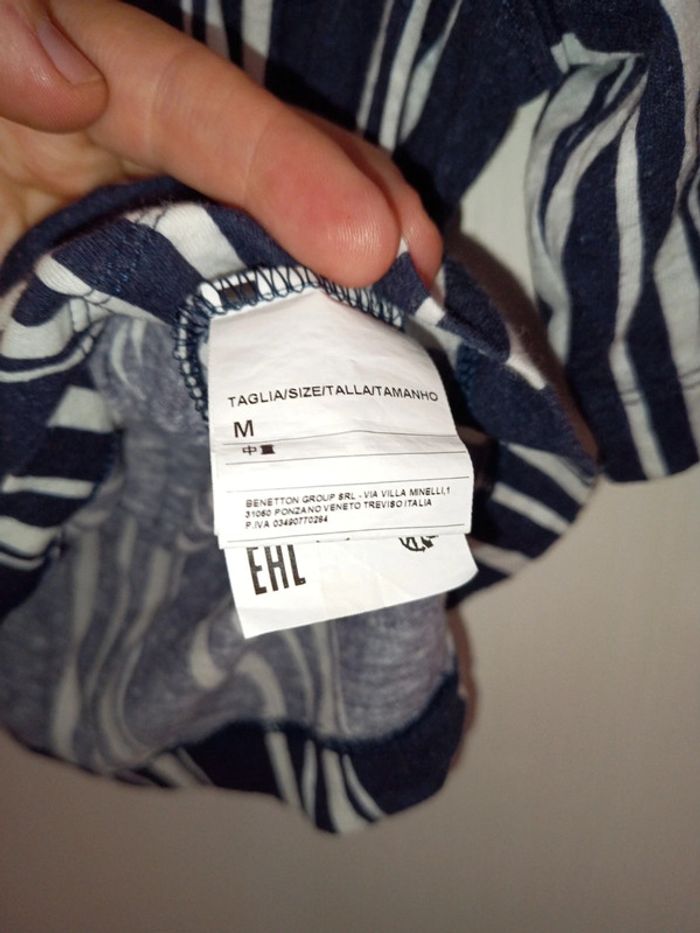 TAGLIA/SIZE/TALLA/TAMANHO
M
中
BENETTON GROUP SRL - VIA VILLA MINELLI,1
31050 PONZANO VENETO TREVISO ITALIA
P.IVA 03490770264
EHC